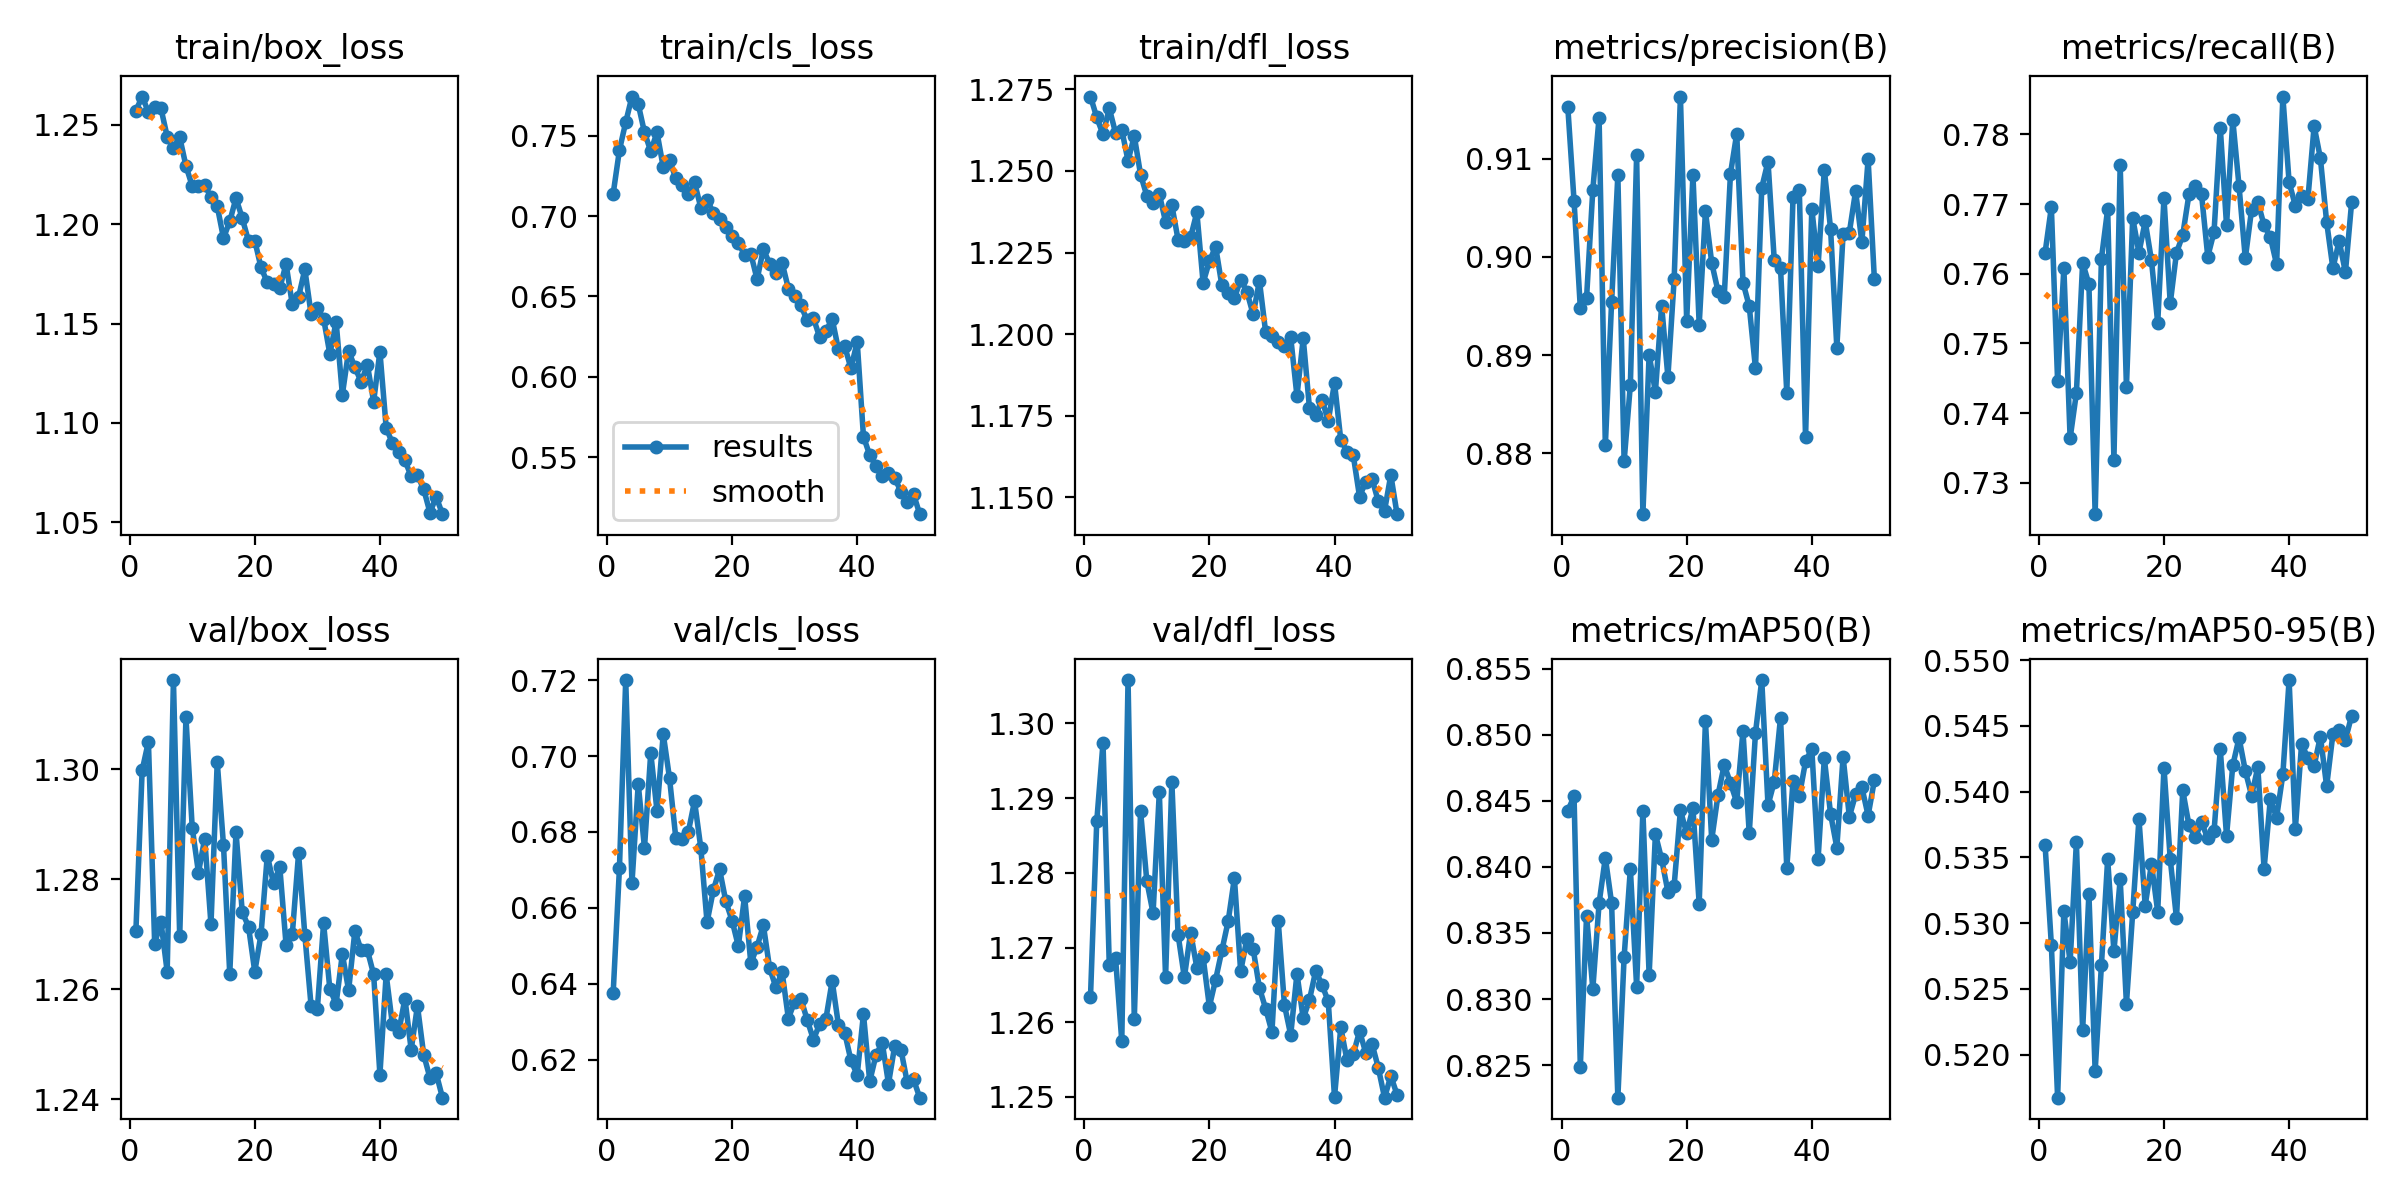 train/box_loss
1.25
1.20
1.15
1.10
1.05
0 20 40
train/cls_loss
0.75
0.70
0.65
0.60
0.55
results
smooth
0 20 40
train/dfl_loss
1.275
1.250
1.225
1.200
1.175
1.150
0 20 40
metrics/precision(B)
0.91
0.90
0.89
0.88
0 20 40
metrics/recall(B)
0.78
0.77
0.76
0.75
0.74
0.73
0 20 40
val/box_loss
1.30
1.28
1.26
1.24
0 20 40
val/cls_loss
0.72
0.70
0.68
0.66
0.64
0.62
0 20 40
val/dfl_loss
1.30
1.29
1.28
1.27
1.26
1.25
0 20 40
metrics/mAP50(B)
0.855
0.850
0.845
0.840
0.835
0.830
0.825
0 20 40
metrics/mAP50-95(B)
0.550
0.545
0.540
0.535
0.530
0.525
0.520
0 20 40